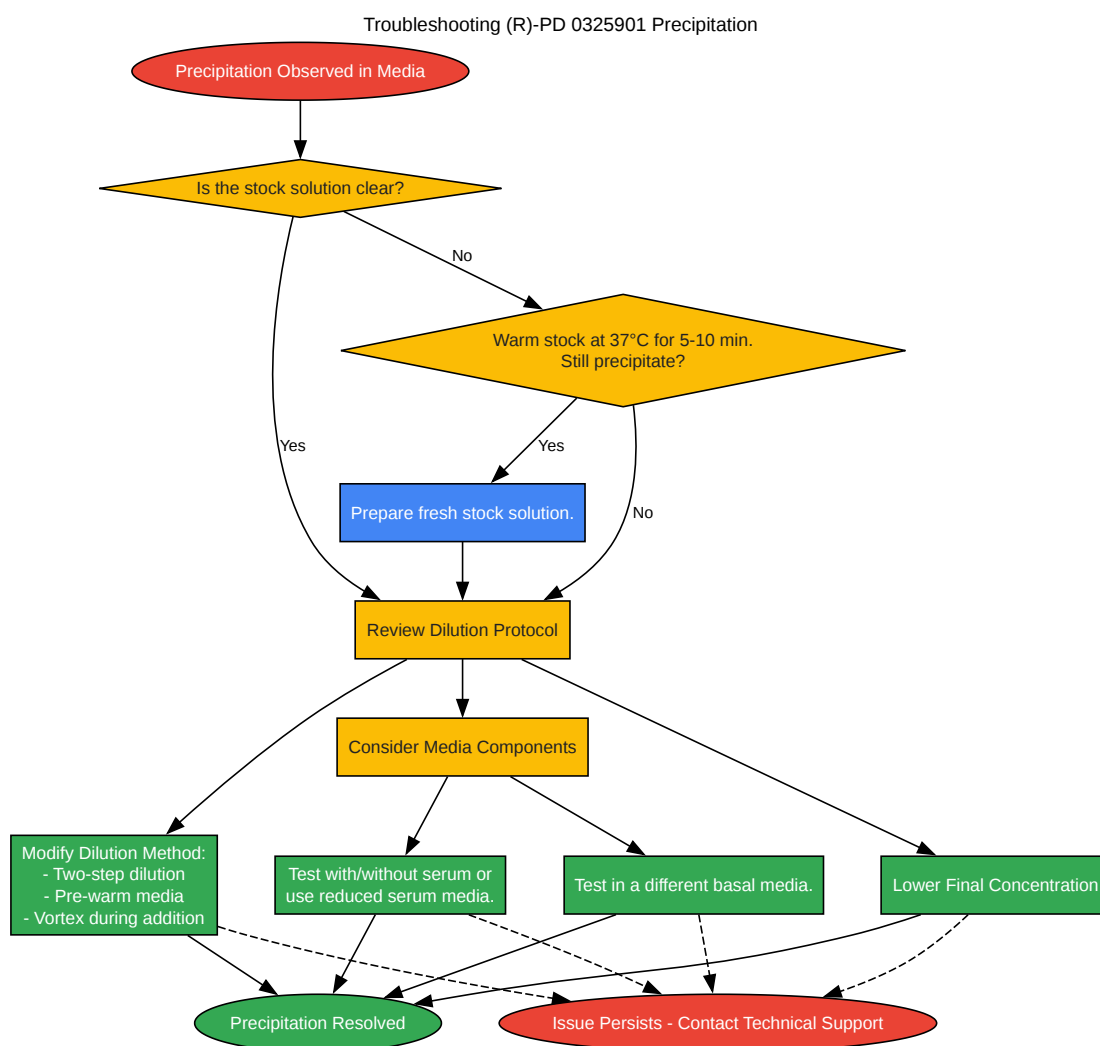 Troubleshooting (R)-PD 0325901 Precipitation
Precipitation Observed in Media
Is the stock solution clear?
No
Warm stock at 37°C for 5-10 min.
Still precipitate?
Yes
Yes
Prepare fresh stock solution.
No
Review Dilution Protocol
Consider Media Components
Modify Dilution Method:
- Two-step dilution
- Pre-warm media
- Vortex during addition
Test with/without serum or
use reduced serum media.
Test in a different basal media.
Lower Final Concentration
Precipitation Resolved
Issue Persists - Contact Technical Support